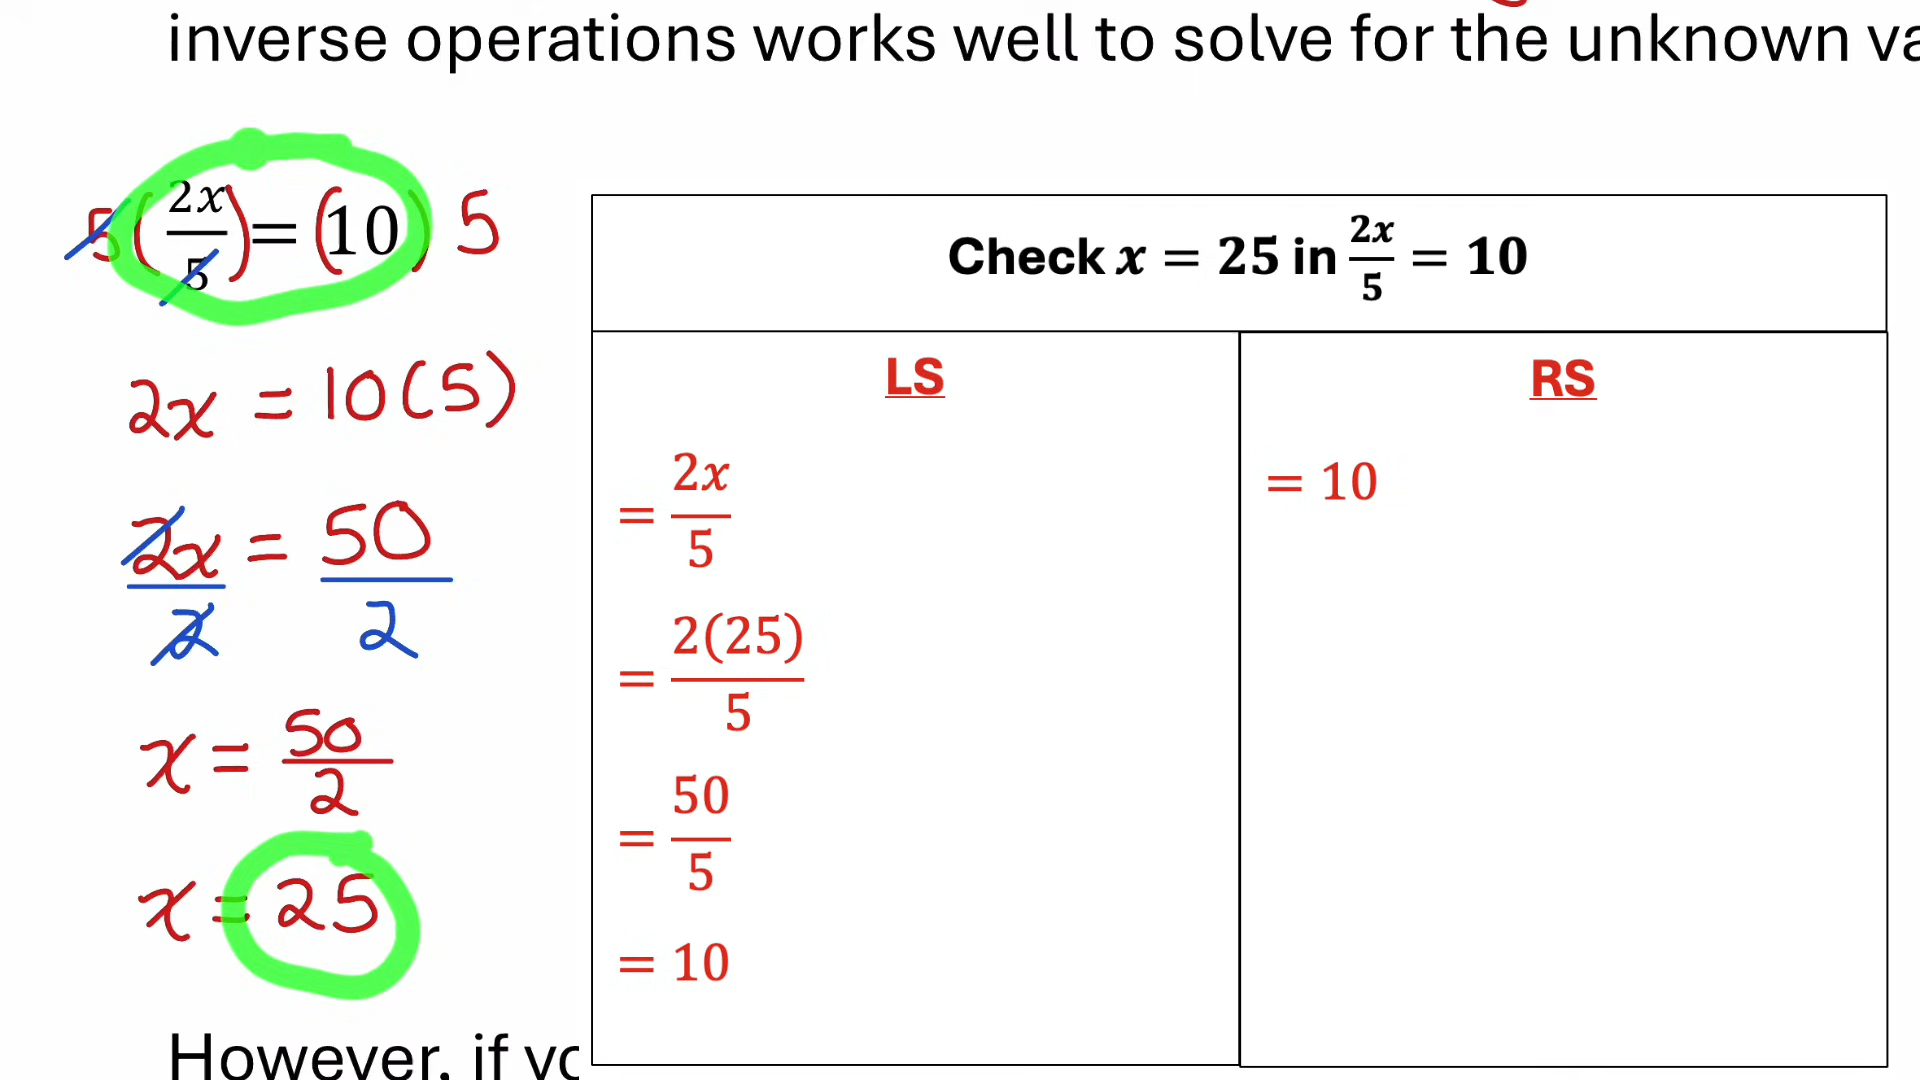 inverse operations works well to solve for the unknown
5(2x/5) = (10)5
2x = 10(5)
2x/2 = 50/2
x = 50/2
x = 25
However, if
Check x = 25 in 2x/5 = 10
LS
= 2x/5
= 2(25)/5
= 50/5
= 10
RS
= 10